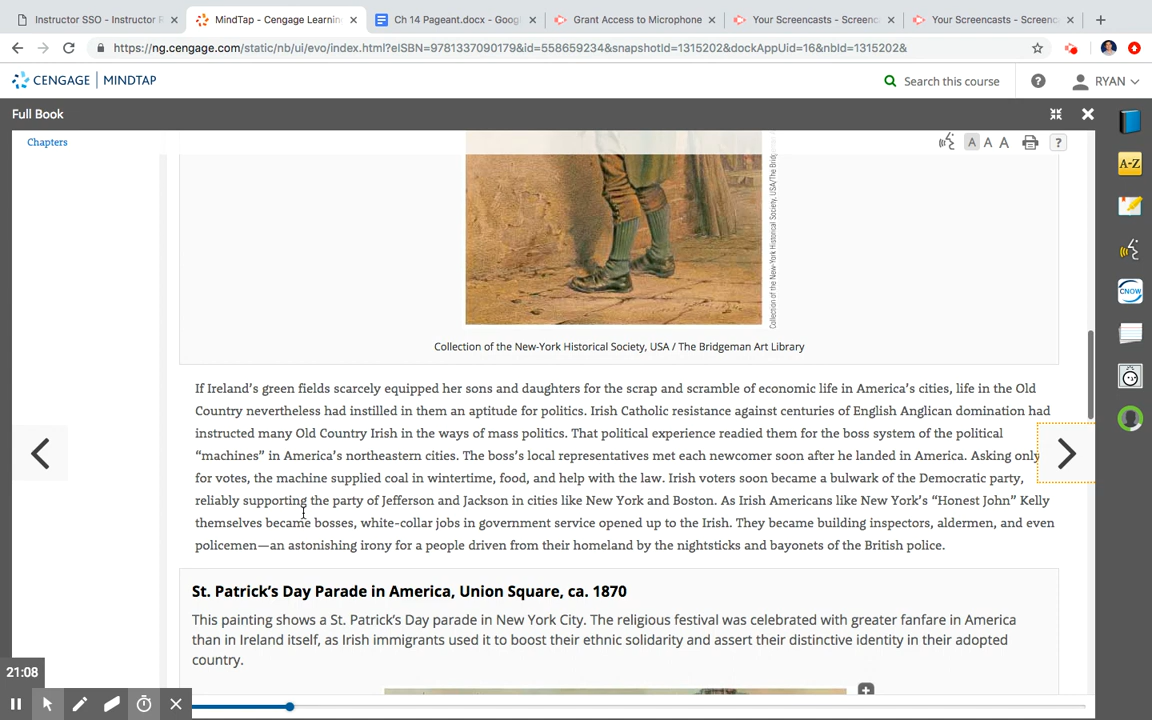 Instructor SSO - Instructor R
MindTap - Cengage Learnin
Ch 14 Pageant.docx - Goog
Grant Access to Microphone
Your Screencasts - Screenc
Your Screencasts - Screenc
https://ng.cengage.com/static/nb/ui/evo/index.html?eISBN=9781337090179&id=558659234&snapshotId=1315202&dockAppUid=16&nbId=1315202&
CENGAGE | MINDTAP
Search this course
RYAN
Full Book
Chapters
A A A
?
A-Z
CNOW
Collection of the New-York Historical Society, USA/The Bridg
Collection of the New-York Historical Society, USA / The Bridgeman Art Library
If Ireland’s green fields scarcely equipped her sons and daughters for the scrap and scramble of economic life in America’s cities, life in the Old
Country nevertheless had instilled in them an aptitude for politics. Irish Catholic resistance against centuries of English Anglican domination had
instructed many Old Country Irish in the ways of mass politics. That political experience readied them for the boss system of the political
“machines” in America’s northeastern cities. The boss’s local representatives met each newcomer soon after he landed in America. Asking only
for votes, the machine supplied coal in wintertime, food, and help with the law. Irish voters soon became a bulwark of the Democratic party,
reliably supporting the party of Jefferson and Jackson in cities like New York and Boston. As Irish Americans like New York’s “Honest John” Kelly
themselves became bosses, white-collar jobs in government service opened up to the Irish. They became building inspectors, aldermen, and even
policemen—an astonishing irony for a people driven from their homeland by the nightsticks and bayonets of the British police.
St. Patrick’s Day Parade in America, Union Square, ca. 1870
This painting shows a St. Patrick’s Day parade in New York City. The religious festival was celebrated with greater fanfare in America
than in Ireland itself, as Irish immigrants used it to boost their ethnic solidarity and assert their distinctive identity in their adopted
country.
21:08